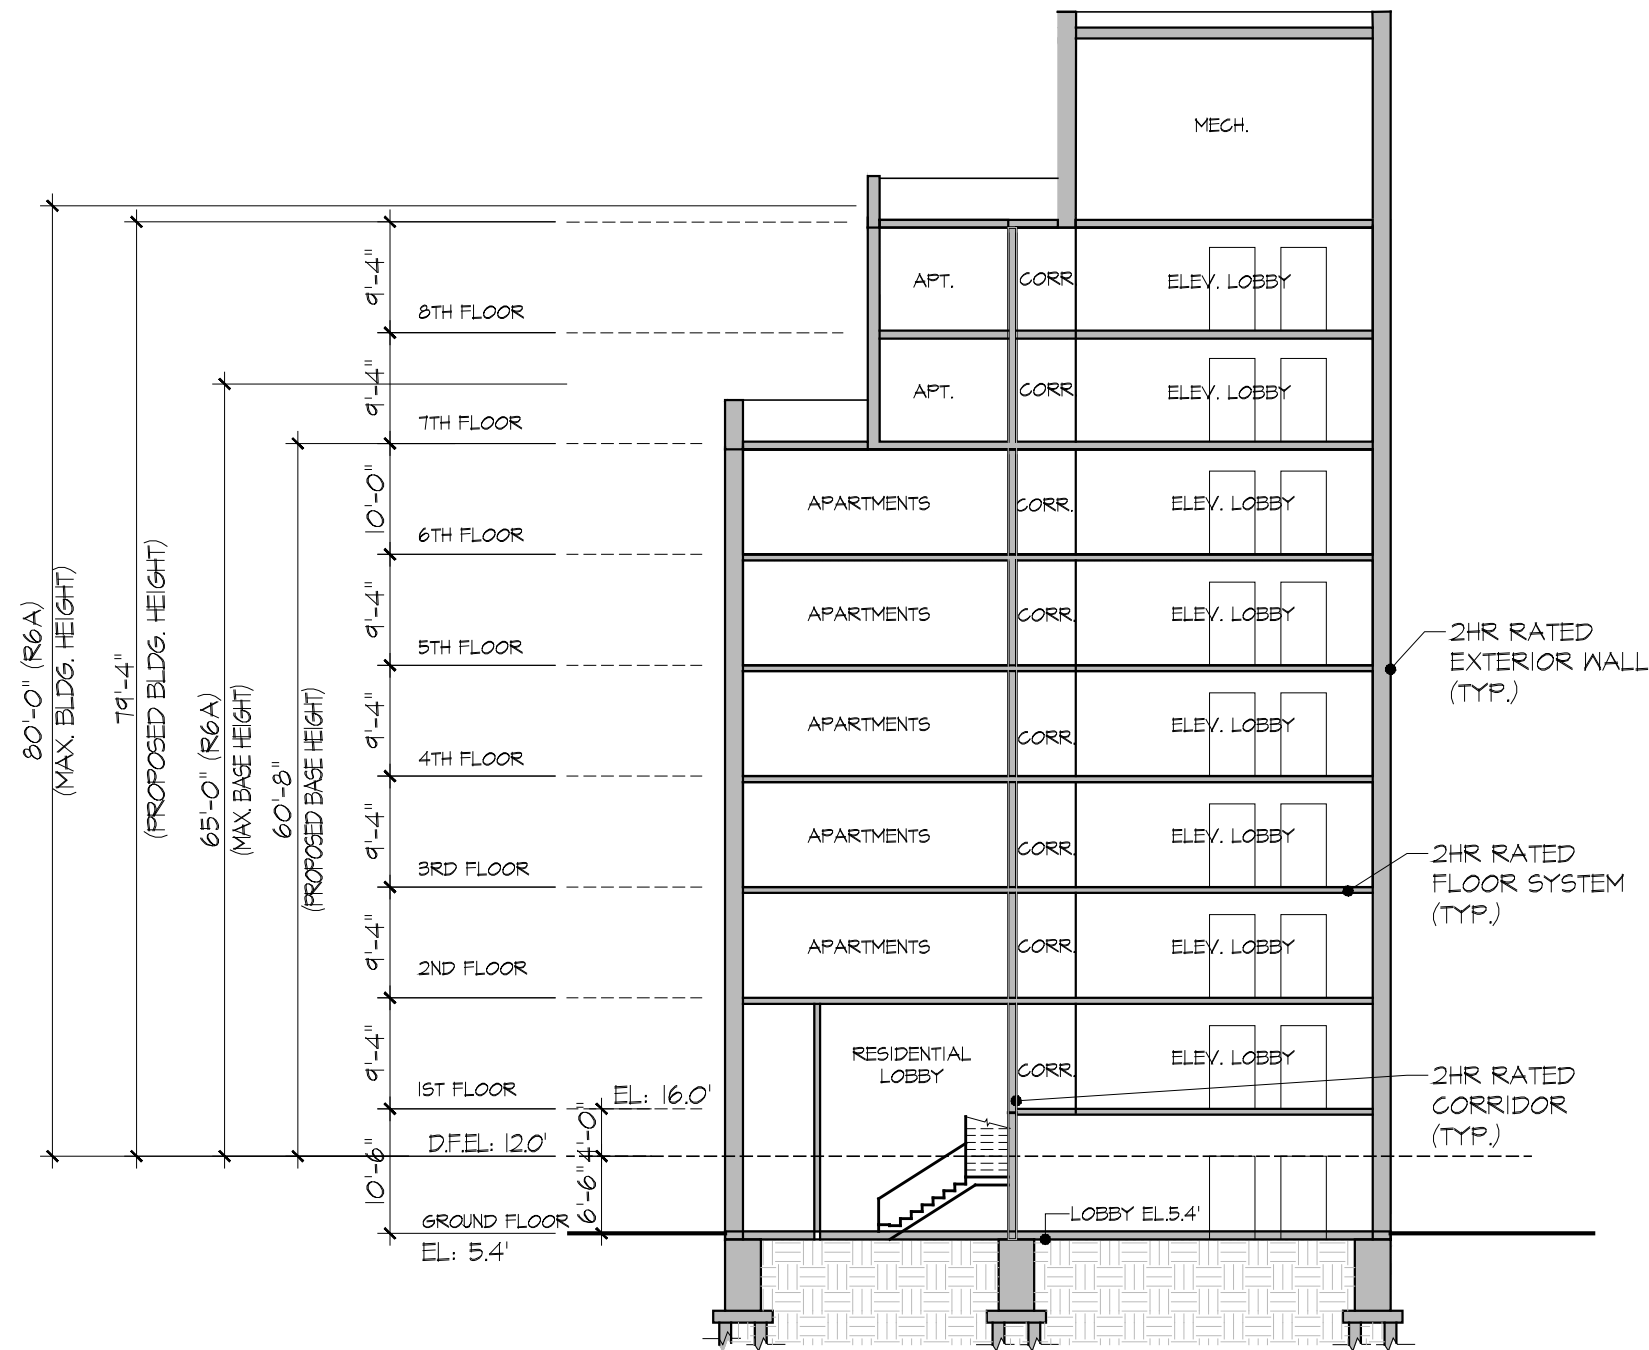 MECH.
9'-4"
8TH FLOOR
APT.
CORR
ELEV. LOBBY
9'-4"
7TH FLOOR
APT.
CORR
ELEV. LOBBY
10'-0"
6TH FLOOR
APARTMENTS
CORR.
ELEV. LOBBY
9'-4"
5TH FLOOR
APARTMENTS
CORR.
ELEV. LOBBY
2HR RATED
EXTERIOR WALL
(TYP.)
80'-0" (R6A)
(MAX. BLDG. HEIGHT)
79'-4"
(PROPOSED BLDG. HEIGHT)
65'-0" (R6A)
(MAX. BASE HEIGHT)
60'-8"
(PROPOSED BASE HEIGHT)
9'-4"
4TH FLOOR
APARTMENTS
CORR.
ELEV. LOBBY
9'-4"
3RD FLOOR
APARTMENTS
CORR.
ELEV. LOBBY
2HR RATED
FLOOR SYSTEM
(TYP.)
9'-4"
2ND FLOOR
APARTMENTS
CORR.
ELEV. LOBBY
9'-4"
1ST FLOOR
EL: 16.0'
RESIDENTIAL
LOBBY
CORR.
ELEV. LOBBY
2HR RATED
CORRIDOR
(TYP.)
D.F.EL: 12.0'
10'-6"
4'-0"
6'-6"
GROUND FLOOR
EL: 5.4'
LOBBY EL.5.4'